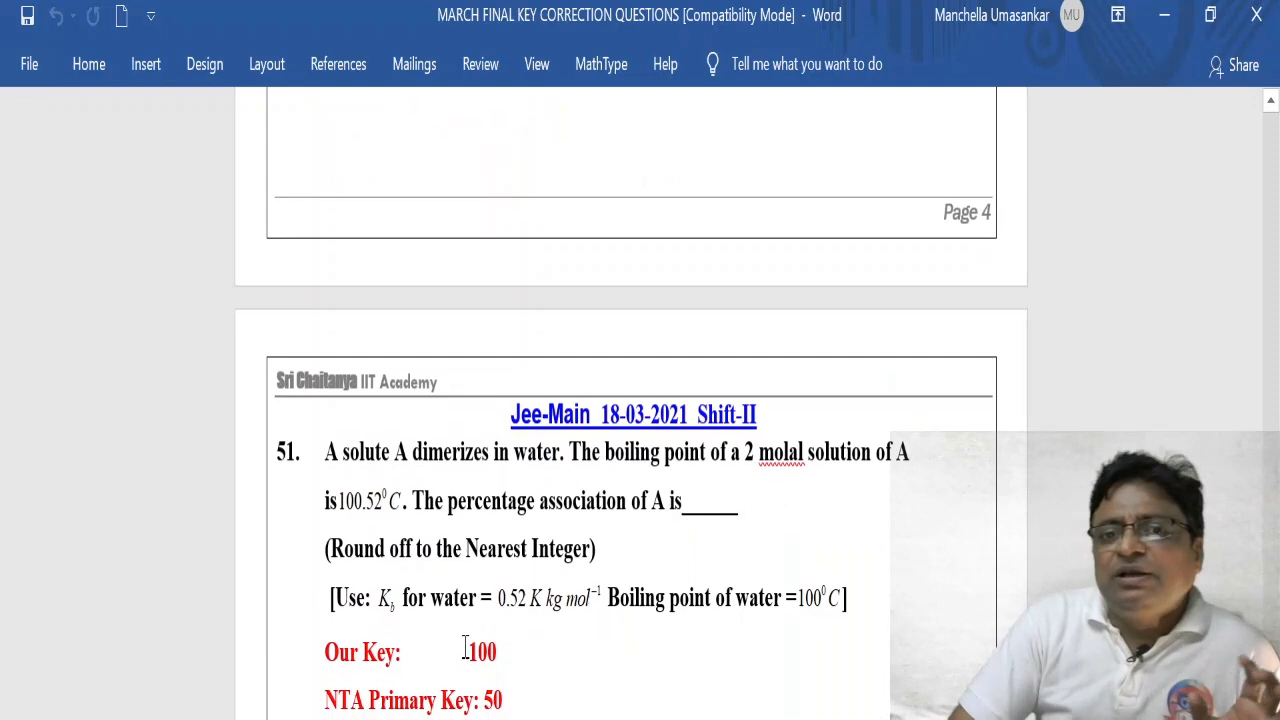 MARCH FINAL KEY CORRECTION QUESTIONS [Compatibility Mode] - Word
Manchella Umasankar MU
File Home Insert Design Layout References Mailings Review View MathType Help Tell me what you want to do Share
Page 4
Sri Chaitanya IIT Academy
Jee-Main 18-03-2021 Shift-II
51. A solute A dimerizes in water. The boiling point of a 2 molal solution of A
is 100.52⁰C. The percentage association of A is______
(Round off to the Nearest Integer)
[Use: K_b for water = 0.52 K kg mol⁻¹ Boiling point of water =100⁰C]
Our Key: 100
NTA Primary Key: 50